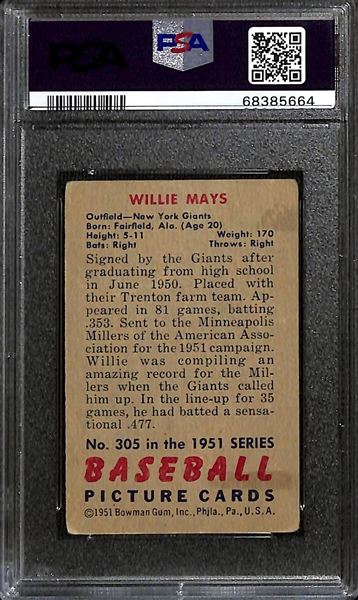 PSA
PSA
68385664
WILLIE MAYS
Outfield—New York Giants
Born: Fairfield, Ala. (Age 20)
Height: 5-11 Weight: 170
Bats: Right Throws: Right
Signed by the Giants after
graduating from high school
in June 1950. Placed with
their Trenton farm team. Ap-
peared in 81 games, batting
.353. Sent to the Minneapolis
Millers of the American Asso-
ciation for the 1951 campaign.
Willie was compiling an
amazing record for the Mil-
lers when the Giants called
him up. In the line-up for 35
games, he had batted a sensa-
tional .477.
No. 305 in the 1951 SERIES
BASEBALL
PICTURE CARDS
©1951 Bowman Gum, Inc., Phila., Pa., U.S.A.